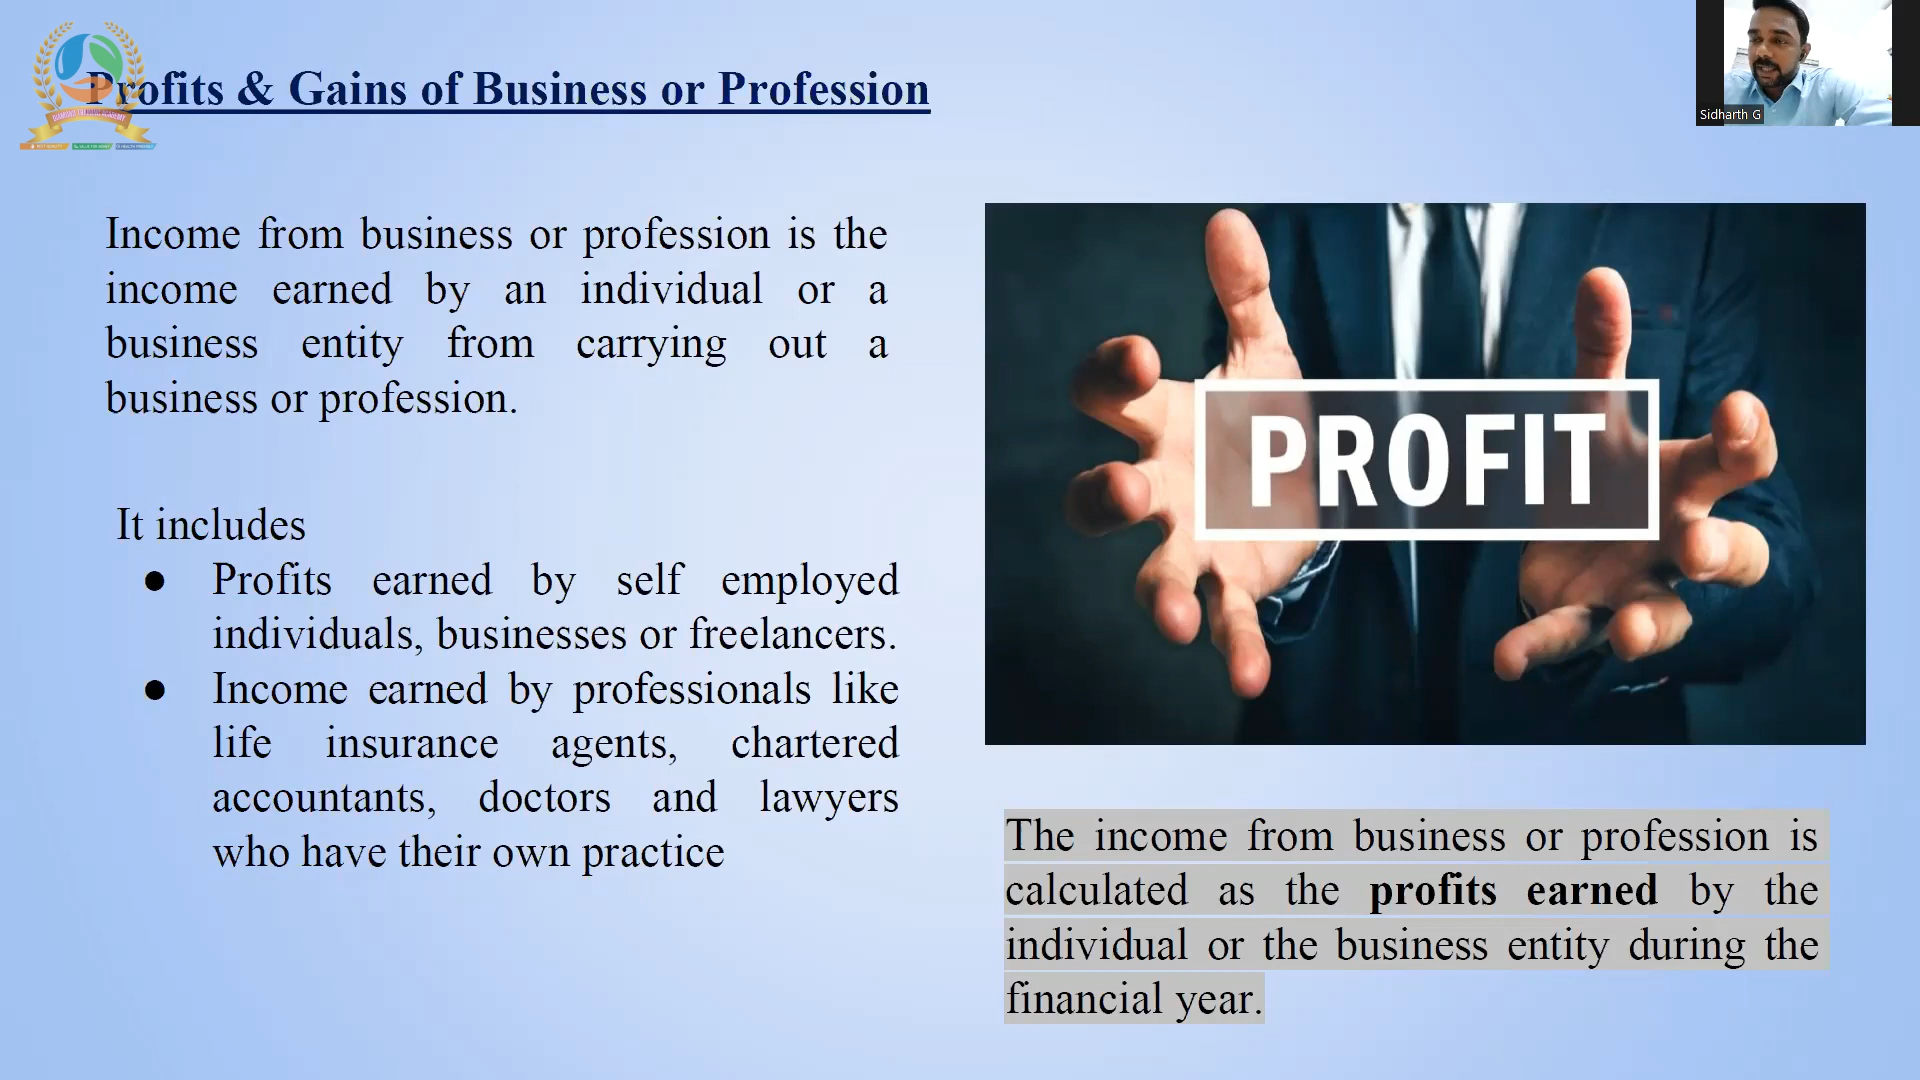 Profits & Gains of Business or Profession
Sidharth G
Income from business or profession is the
income earned by an individual or a
business entity from carrying out a
business or profession.
It includes
● Profits earned by self employed
individuals, businesses or freelancers.
● Income earned by professionals like
life insurance agents, chartered
accountants, doctors and lawyers
who have their own practice
PROFIT
The income from business or profession is
calculated as the profits earned by the
individual or the business entity during the
financial year.